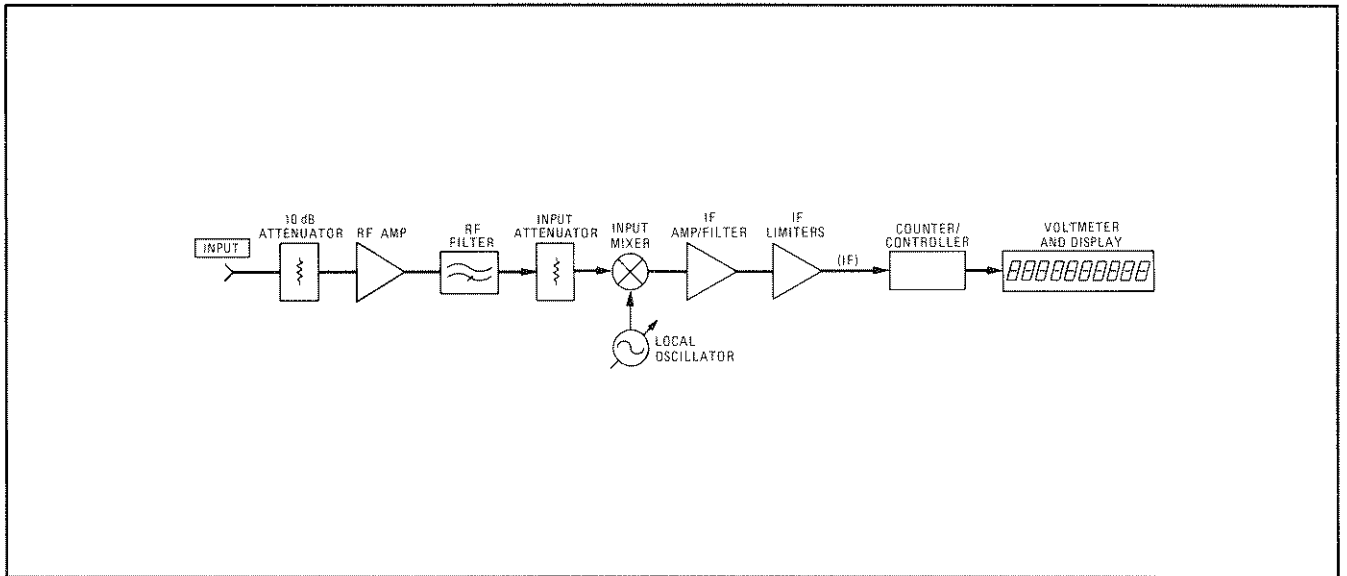 INPUT
10 dB
ATTENUATOR
RF AMP
RF
FILTER
INPUT
ATTENUATOR
INPUT
MIXER
LOCAL
OSCILLATOR
IF
AMP/FILTER
IF
LIMITERS
(IF)
COUNTER/
CONTROLLER
VOLTMETER
AND DISPLAY
8888888888